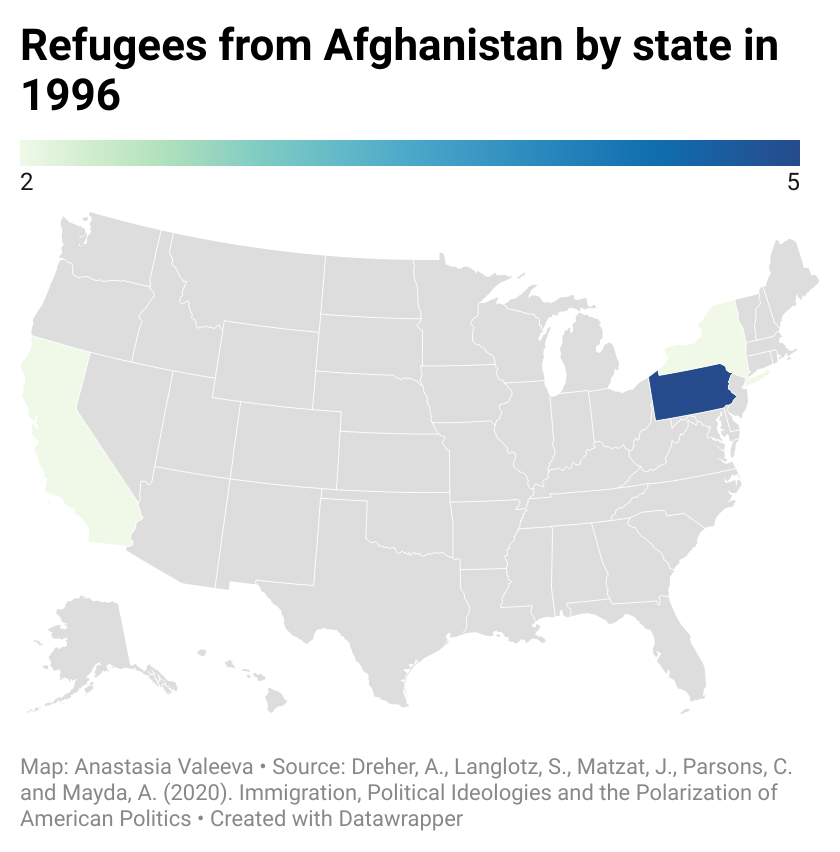 Refugees from Afghanistan by state in
1996
2
5
Map: Anastasia Valeeva • Source: Dreher, A., Langlotz, S., Matzat, J., Parsons, C.
and Mayda, A. (2020). Immigration, Political Ideologies and the Polarization of
American Politics • Created with Datawrapper